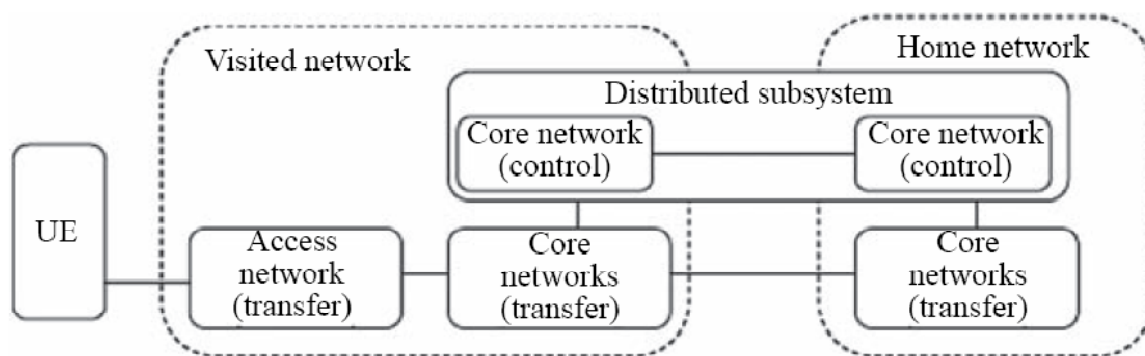 Visited network
Home network
Distributed subsystem
Core network
(control)
Core network
(control)
UE
Access
network
(transfer)
Core
networks
(transfer)
Core
networks
(transfer)